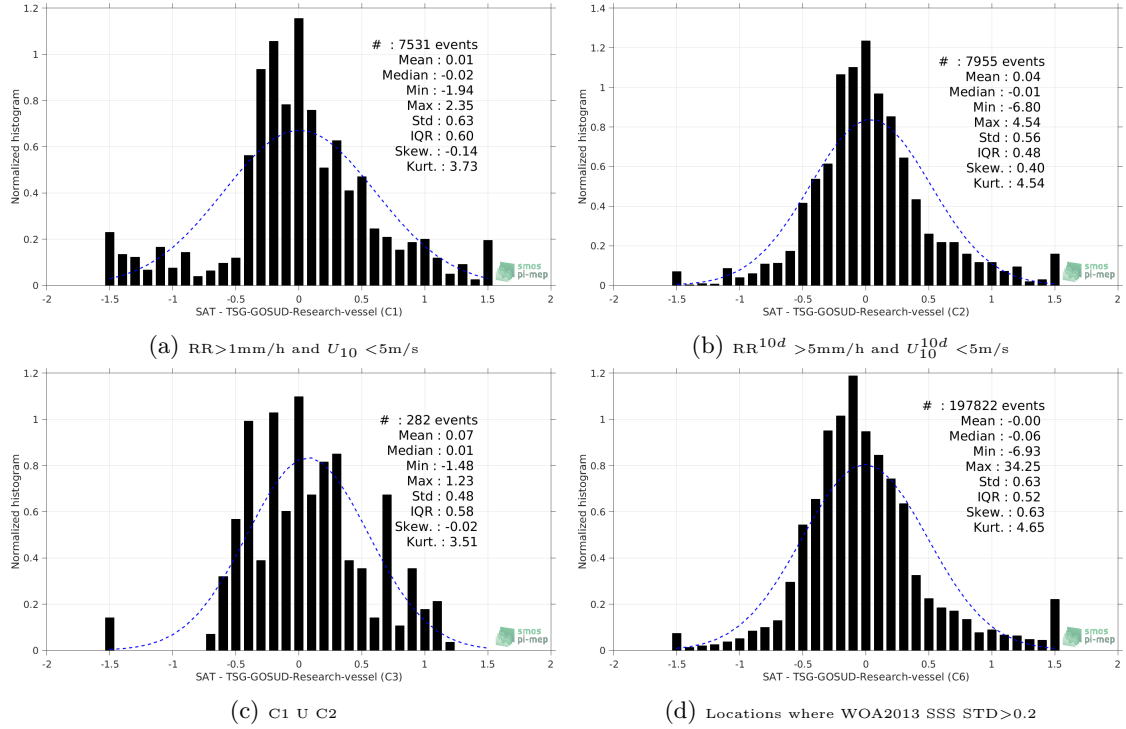 1.2
1
0.8
0.6
0.4
0.2
0
Normalized histogram
# : 7531 events
Mean : 0.01
Median : -0.02
Min : -1.94
Max : 2.35
Std : 0.63
IQR : 0.60
Skew. : -0.14
Kurt. : 3.73
smos
pi-mep
-2 -1.5 -1 -0.5 0 0.5 1 1.5 2
SAT - TSG-GOSUD-Research-vessel (C1)
(a) RR>1mm/h and U10 <5m/s
1.4
1.2
1
0.8
0.6
0.4
0.2
0
Normalized histogram
# : 7955 events
Mean : 0.04
Median : -0.01
Min : -6.80
Max : 4.54
Std : 0.56
IQR : 0.48
Skew. : 0.40
Kurt. : 4.54
smos
pi-mep
-2 -1.5 -1 -0.5 0 0.5 1 1.5 2
SAT - TSG-GOSUD-Research-vessel (C2)
(b) RR^10d >5mm/h and U10^10d <5m/s
1.2
1
0.8
0.6
0.4
0.2
0
Normalized histogram
# : 282 events
Mean : 0.07
Median : 0.01
Min : -1.48
Max : 1.23
Std : 0.48
IQR : 0.58
Skew. : -0.02
Kurt. : 3.51
smos
pi-mep
-2 -1.5 -1 -0.5 0 0.5 1 1.5 2
SAT - TSG-GOSUD-Research-vessel (C3)
(c) C1 U C2
1.2
1
0.8
0.6
0.4
0.2
0
Normalized histogram
# : 197822 events
Mean : -0.00
Median : -0.06
Min : -6.93
Max : 34.25
Std : 0.63
IQR : 0.52
Skew. : 0.63
Kurt. : 4.65
smos
pi-mep
-2 -1.5 -1 -0.5 0 0.5 1 1.5 2
SAT - TSG-GOSUD-Research-vessel (C6)
(d) Locations where WOA2013 SSS STD>0.2